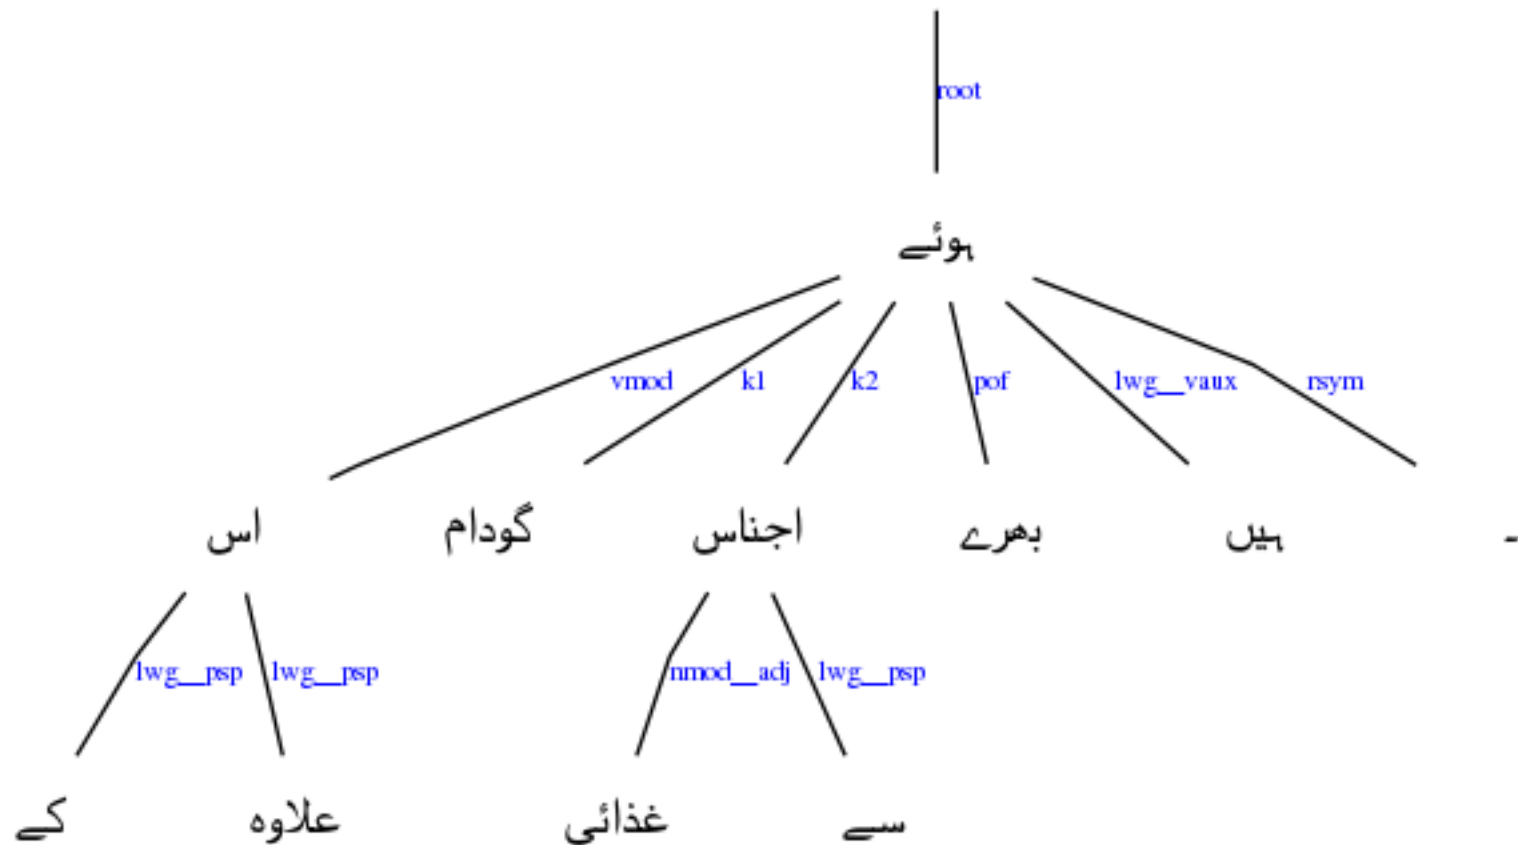 root
ہوئے
vmod k1 k2 pof lwg__vaux rsym
اس گودام اجناس بھرے ہیں ۔
lwg__psp lwg__psp nmod__adj lwg__psp
کے علاوہ غذائی سے